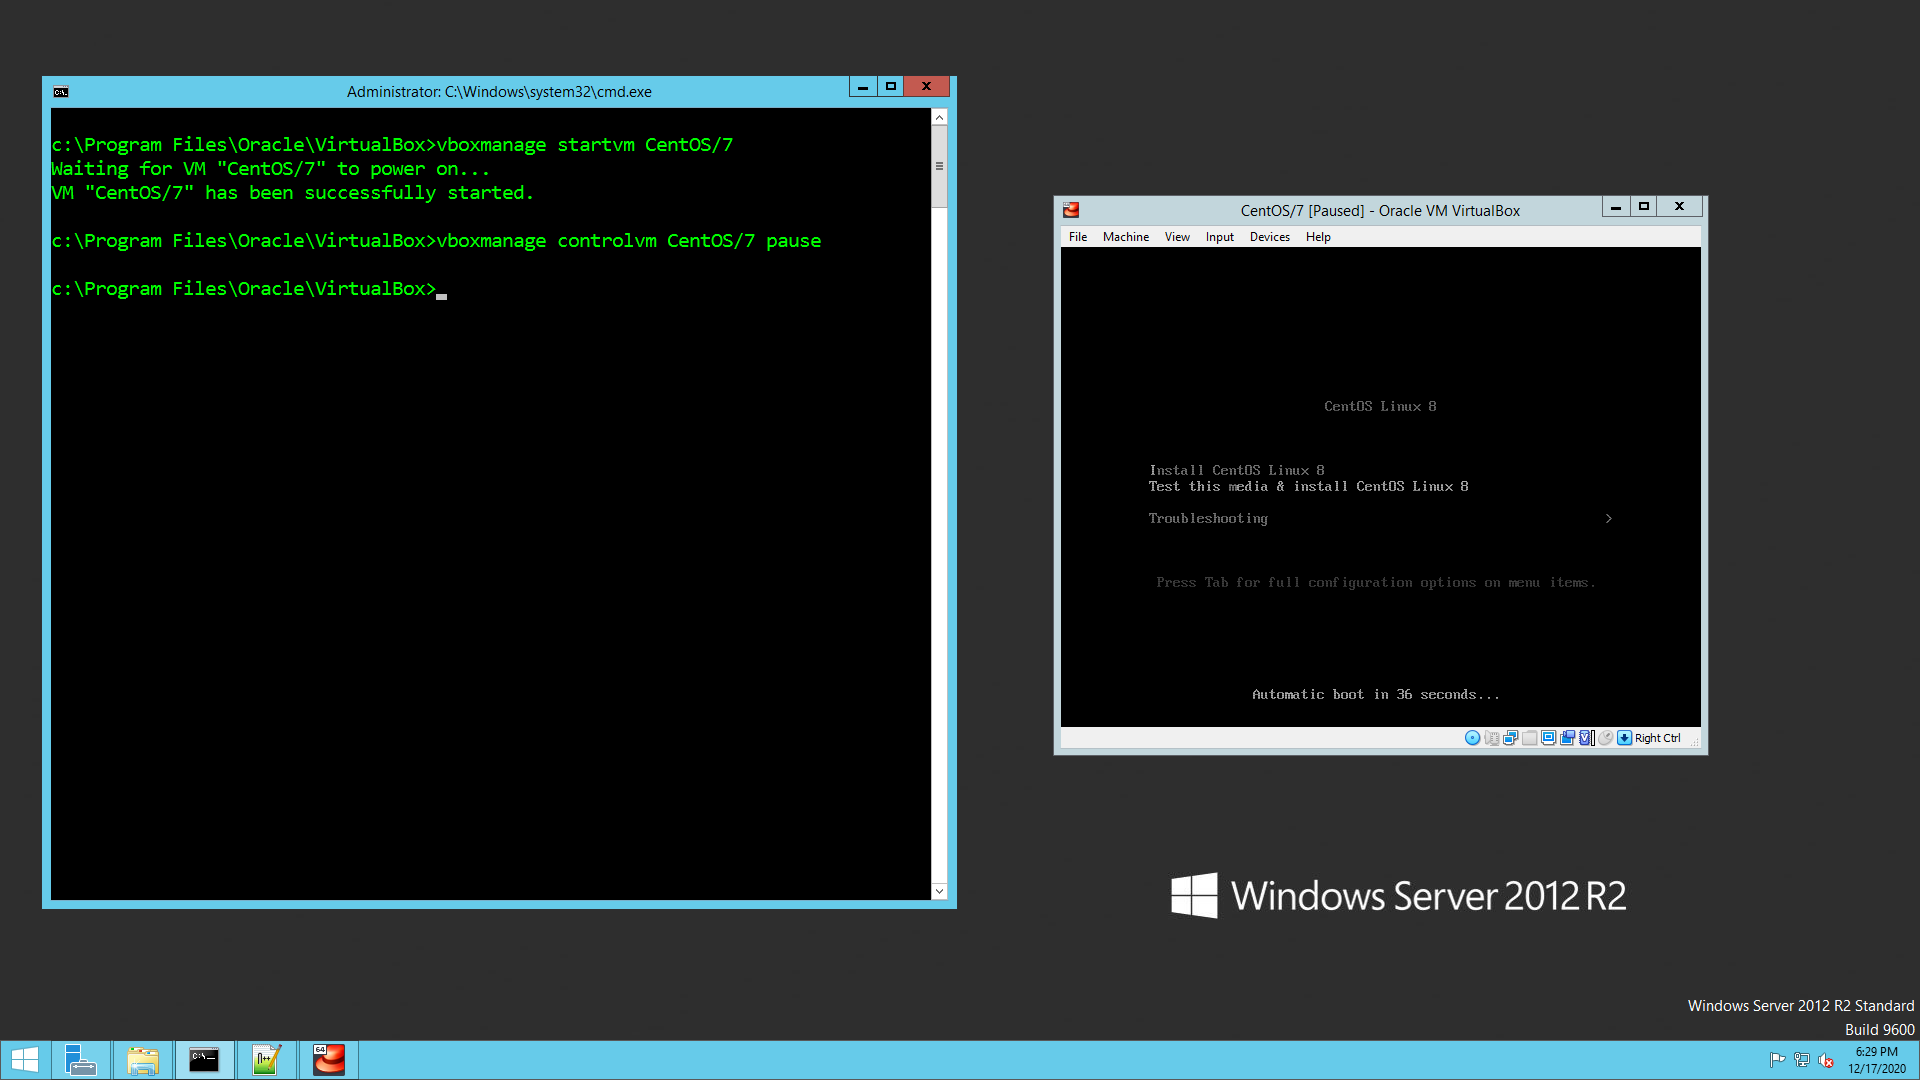 Administrator: C:\Windows\system32\cmd.exe
c:\Program Files\Oracle\VirtualBox>vboxmanage startvm CentOS/7
Waiting for VM "CentOS/7" to power on...
VM "CentOS/7" has been successfully started.
c:\Program Files\Oracle\VirtualBox>vboxmanage controlvm CentOS/7 pause
c:\Program Files\Oracle\VirtualBox>
CentOS/7 [Paused] - Oracle VM VirtualBox
File Machine View Input Devices Help
CentOS Linux 8
Install CentOS Linux 8
Test this media & install CentOS Linux 8
Troubleshooting >
Press Tab for full configuration options on menu items.
Automatic boot in 36 seconds...
Right Ctrl
Windows Server 2012 R2
Windows Server 2012 R2 Standard
Build 9600
64
6:29 PM
12/17/2020